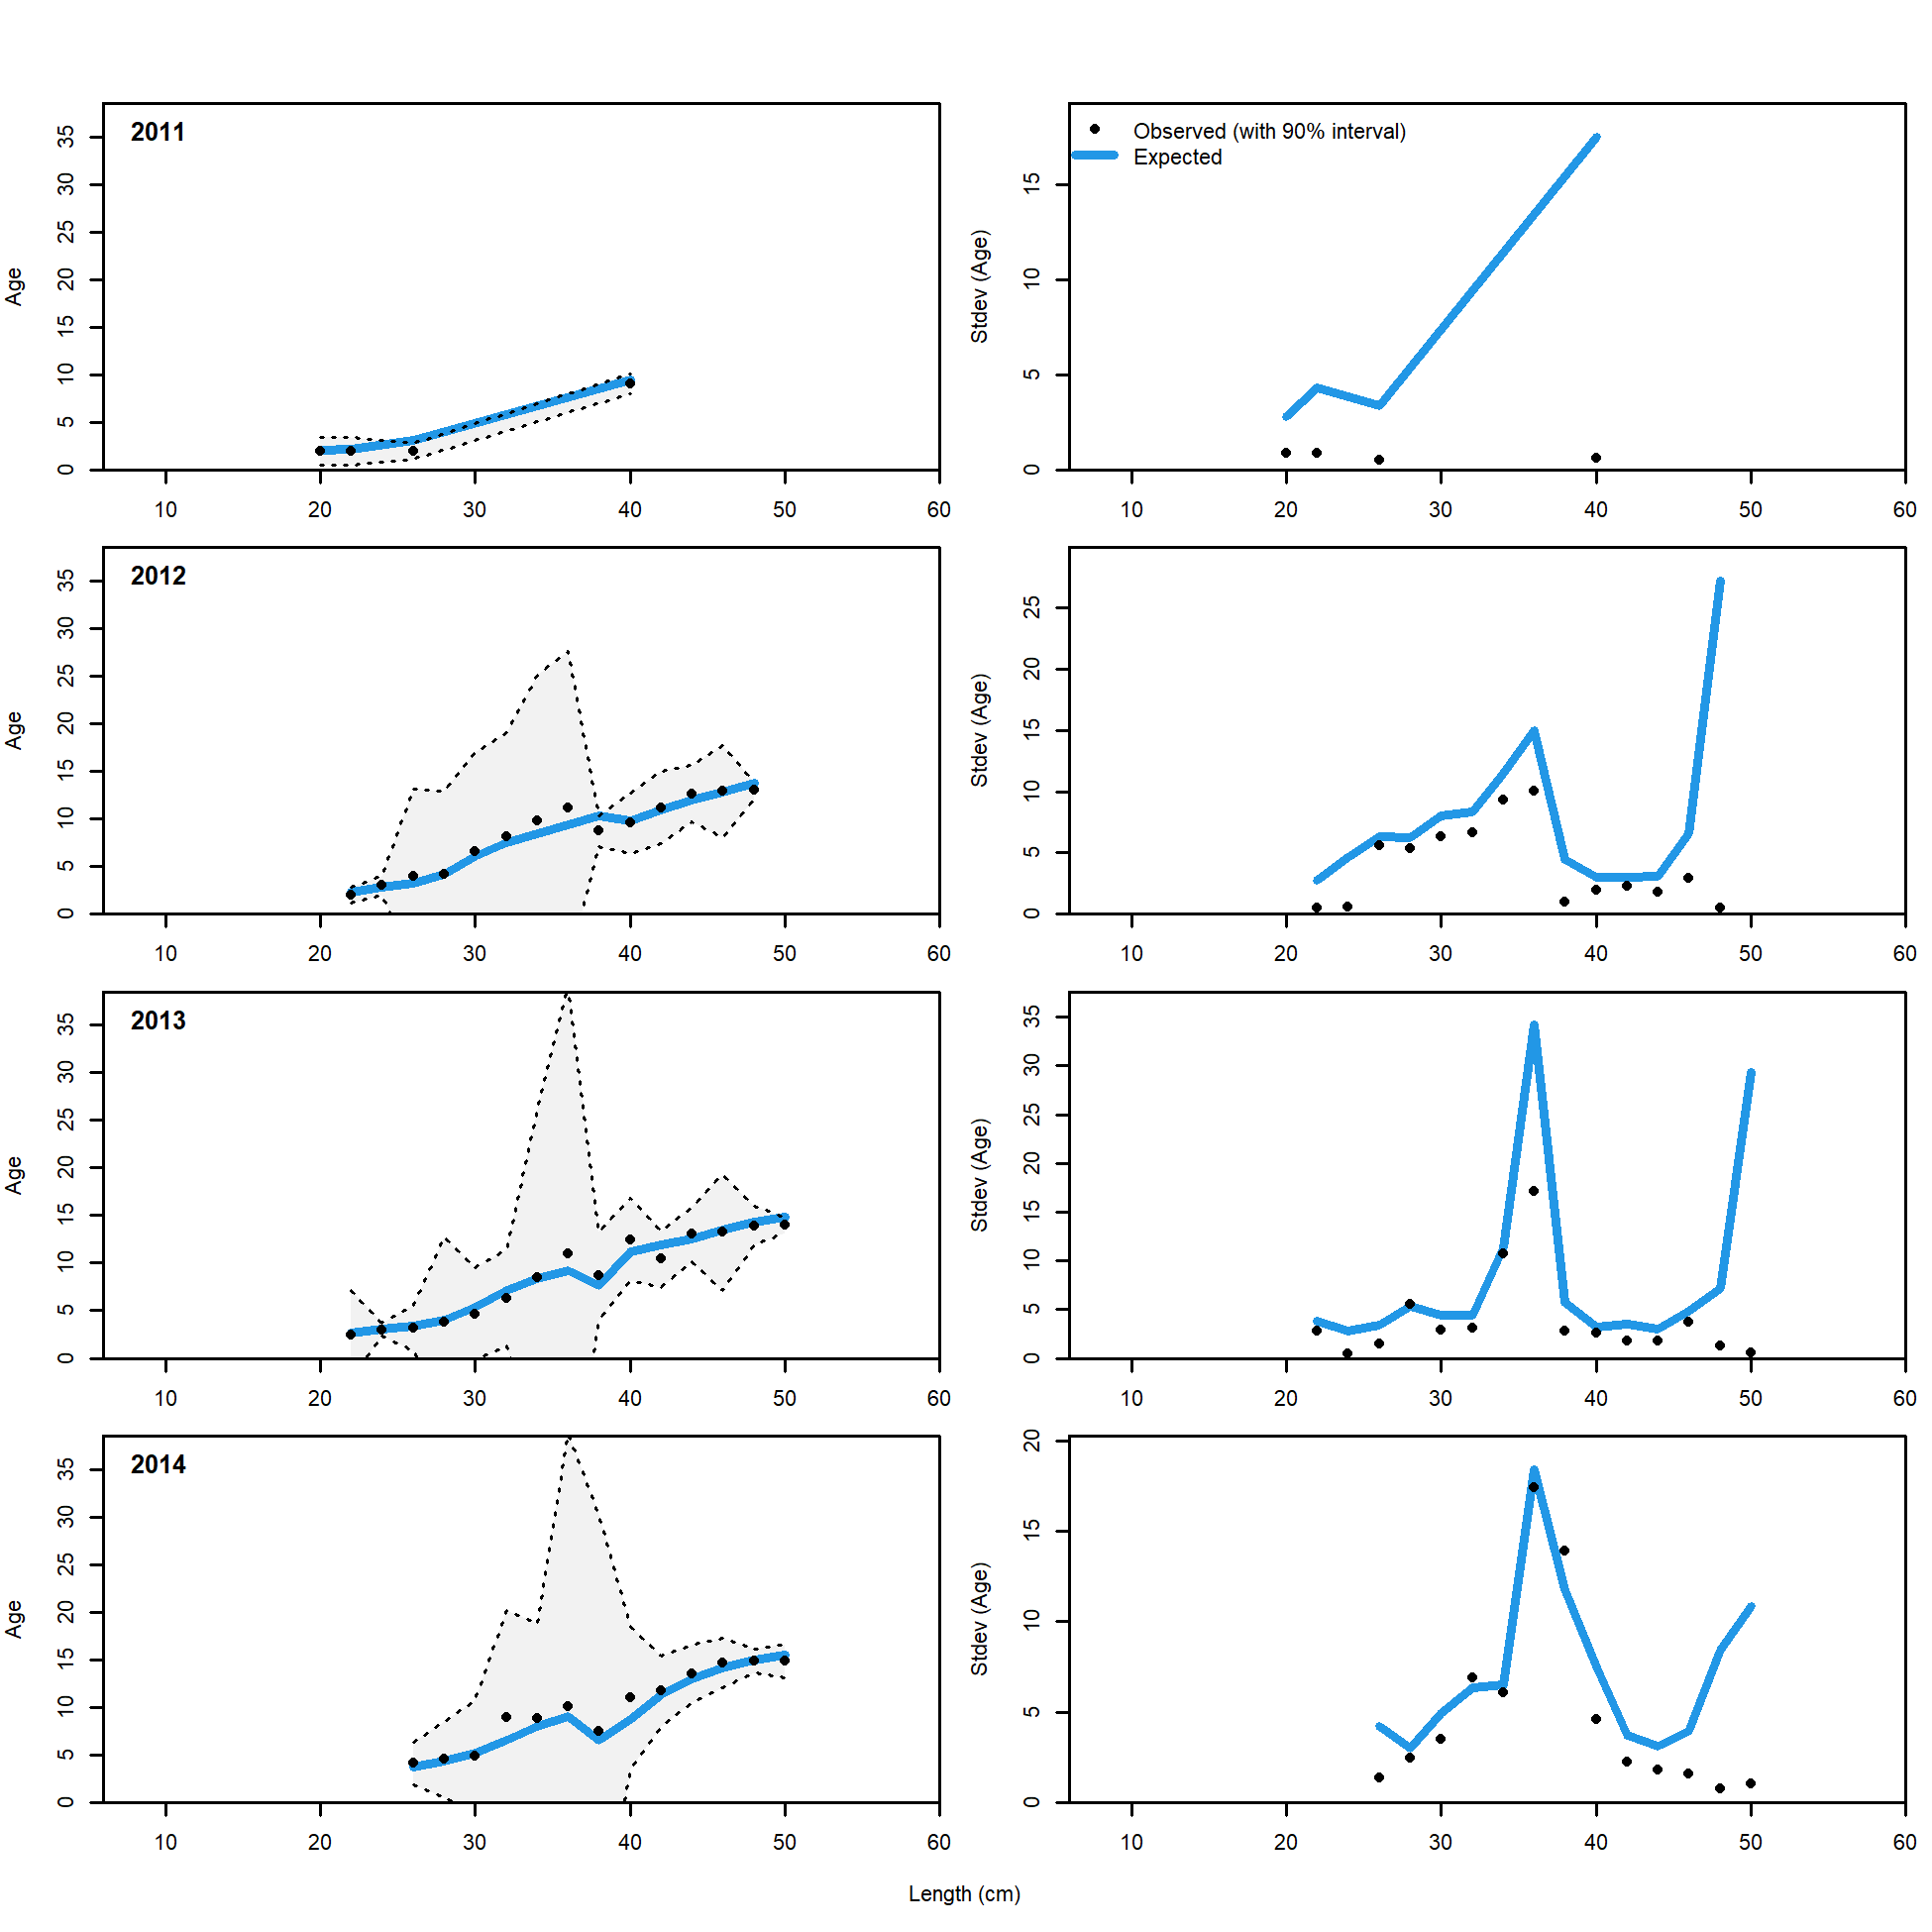 2011
Age
0 5 10 15 20 25 30 35
10 20 30 40 50 60
Observed (with 90% interval)
Expected
Stdev (Age)
0 5 10 15
10 20 30 40 50 60
2012
Age
0 5 10 15 20 25 30 35
10 20 30 40 50 60
Stdev (Age)
0 5 10 15 20 25
10 20 30 40 50 60
2013
Age
0 5 10 15 20 25 30 35
10 20 30 40 50 60
Stdev (Age)
0 5 10 15 20 25 30 35
10 20 30 40 50 60
2014
Age
0 5 10 15 20 25 30 35
10 20 30 40 50 60
Stdev (Age)
0 5 10 15 20
10 20 30 40 50 60
Length (cm)